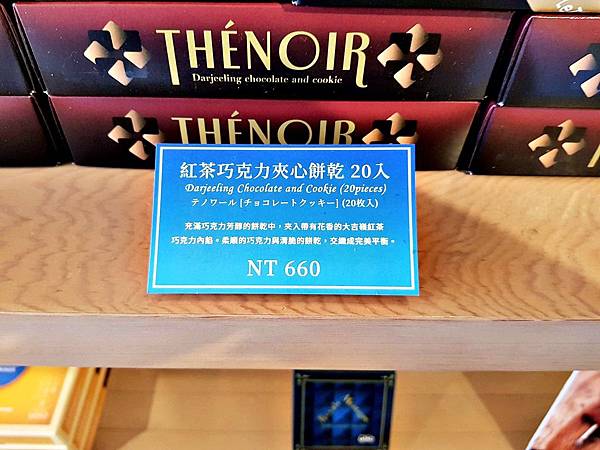 THÉNOIR
Darjeeling chocolate and cookie
THÉNOIR
紅茶巧克力夾心餅乾 20入
Darjeeling Chocolate and Cookie (20pieces)
テノワール [チョコレートクッキー] (20枚入)
充滿巧克力芳醇的餅乾中，夾入帶有花香的大吉嶺紅茶
巧克力內餡。柔順的巧克力與清脆的餅乾，交織成完美平衡。
NT 660